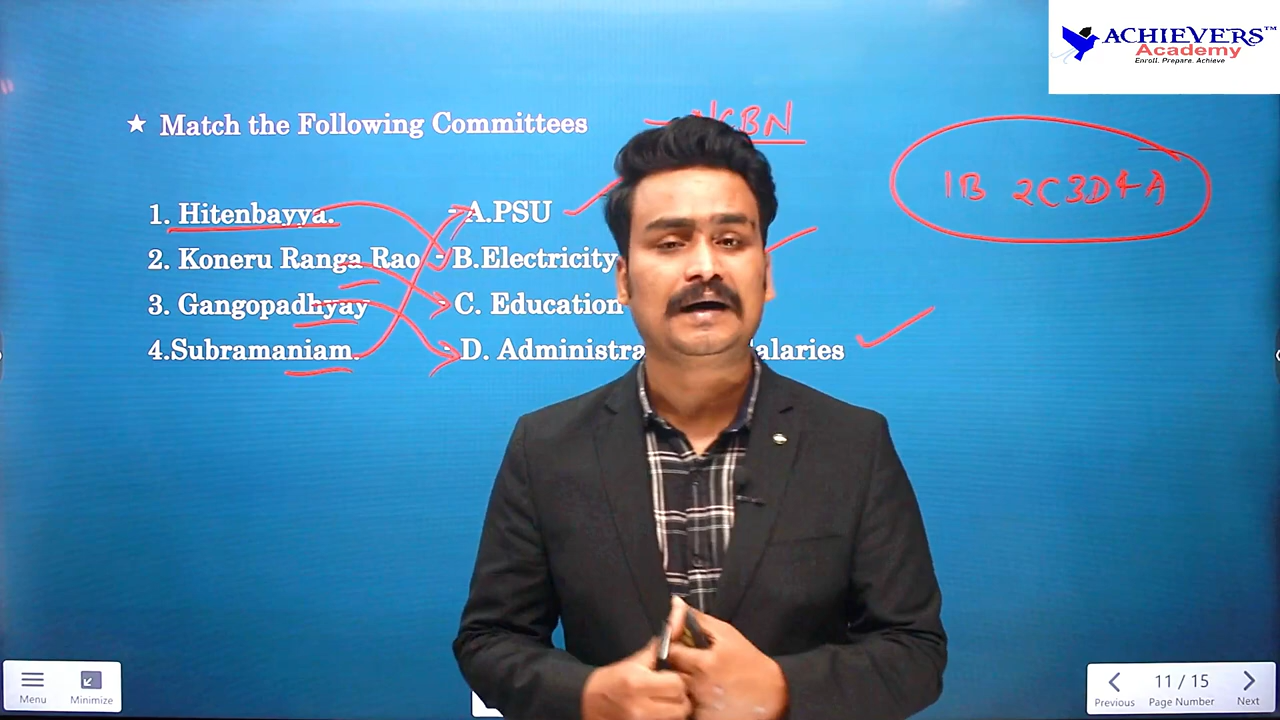 ACHIEVERS™
Academy
Enroll. Prepare. Achieve
★ Match the Following Committees
1B 2C3D4A
1. Hitenbayya. - A.PSU
2. Koneru Ranga Rao - B.Electricity
3. Gangopadhyay C. Education
4.Subramaniam. - D. Administra alaries
Menu
Minimize
11 / 15
Previous
Page Number
Next